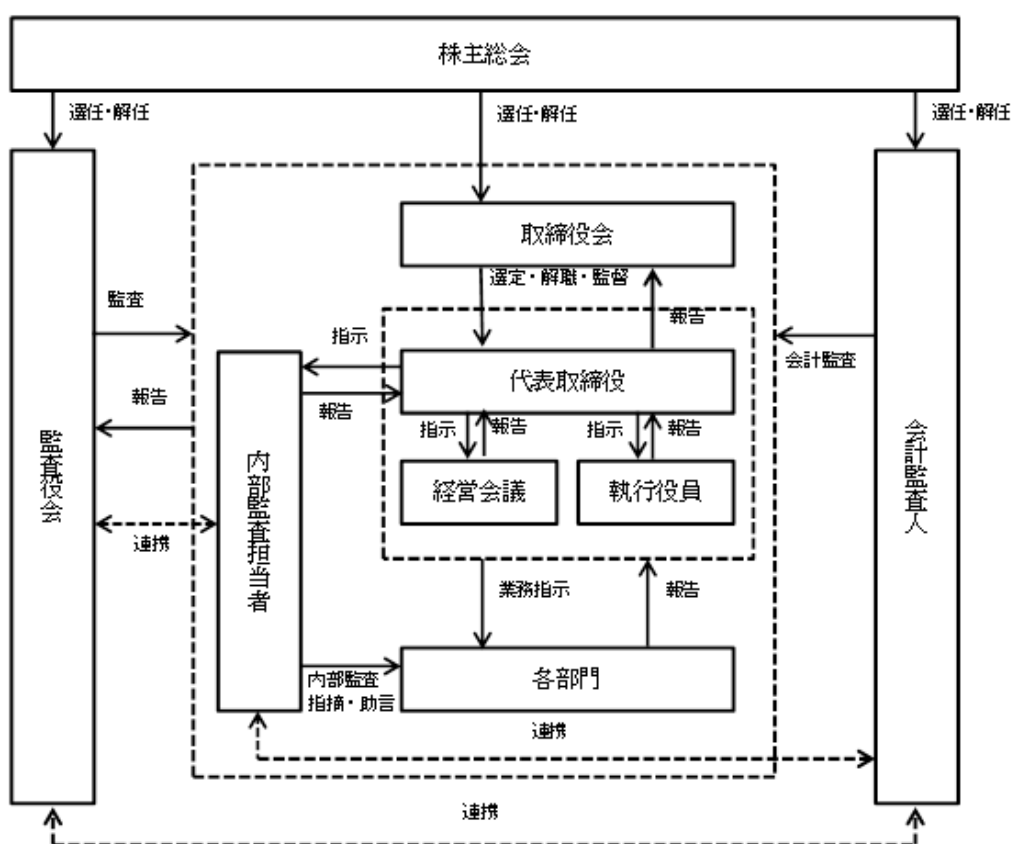 株主総会
選任・解任
選任・解任
選任・解任
取締役会
選定・解職・監督
監査
報告
指示
代表取締役
会計監査
報告
報告
指示
報告
指示
報告
監査役会
内部監査担当者
経営会議
執行役員
会計監査人
連携
業務指示
報告
内部監査
指摘・助言
各部門
連携
連携